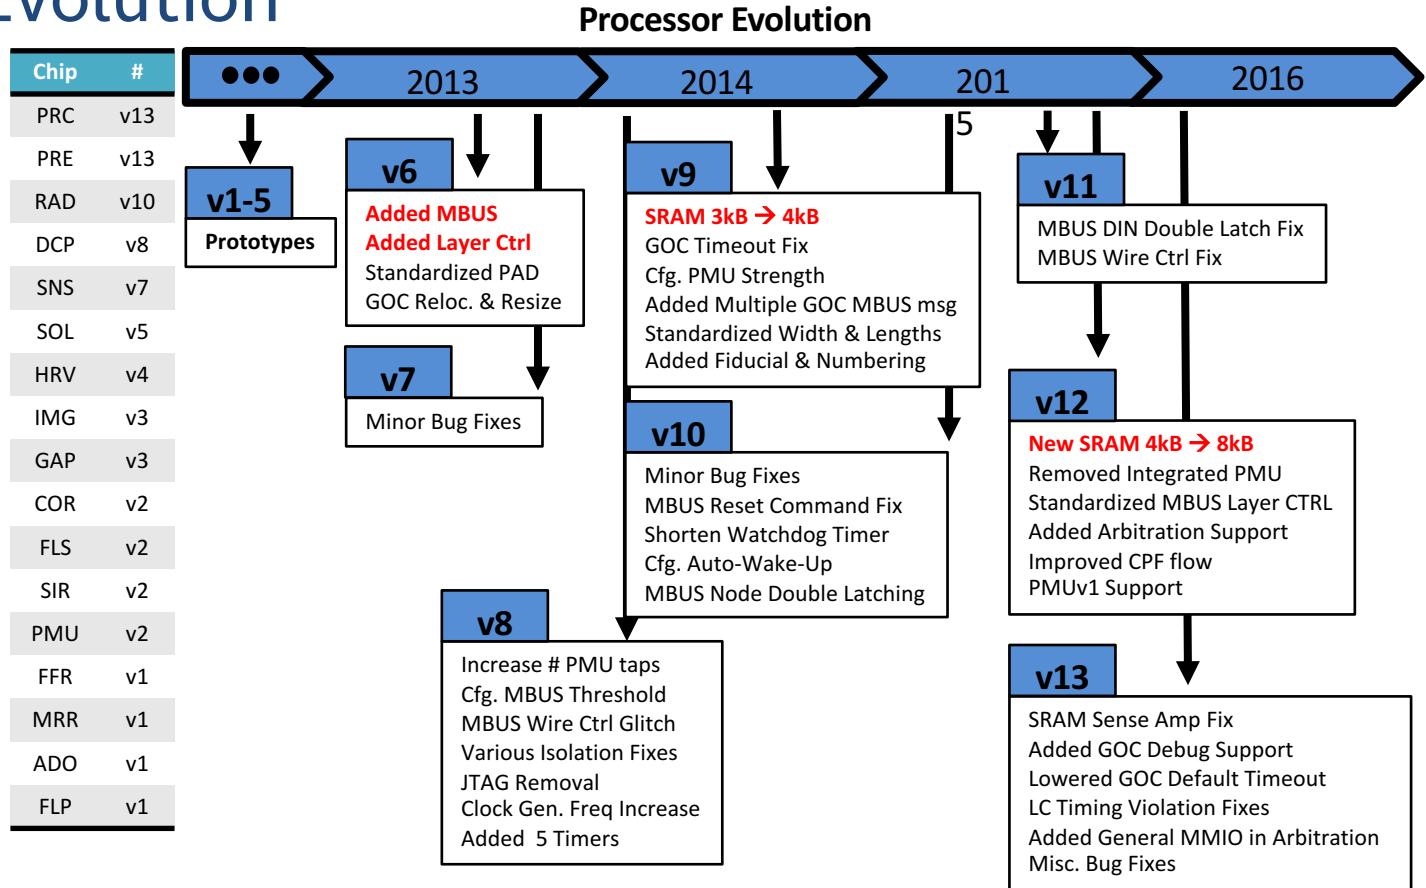 Evolution
Processor Evolution
Chip #
PRC v13
PRE v13
RAD v10
DCP v8
SNS v7
SOL v5
HRV v4
IMG v3
GAP v3
COR v2
FLS v2
SIR v2
PMU v2
FFR v1
MRR v1
ADO v1
FLP v1
●●● 2013 2014 201 2016
5
v1-5
Prototypes
v6
Added MBUS
Added Layer Ctrl
Standardized PAD
GOC Reloc. & Resize
v7
Minor Bug Fixes
v8
Increase # PMU taps
Cfg. MBUS Threshold
MBUS Wire Ctrl Glitch
Various Isolation Fixes
JTAG Removal
Clock Gen. Freq Increase
Added 5 Timers
v9
SRAM 3kB → 4kB
GOC Timeout Fix
Cfg. PMU Strength
Added Multiple GOC MBUS msg
Standardized Width & Lengths
Added Fiducial & Numbering
v10
Minor Bug Fixes
MBUS Reset Command Fix
Shorten Watchdog Timer
Cfg. Auto-Wake-Up
MBUS Node Double Latching
v11
MBUS DIN Double Latch Fix
MBUS Wire Ctrl Fix
v12
New SRAM 4kB → 8kB
Removed Integrated PMU
Standardized MBUS Layer CTRL
Added Arbitration Support
Improved CPF flow
PMUv1 Support
v13
SRAM Sense Amp Fix
Added GOC Debug Support
Lowered GOC Default Timeout
LC Timing Violation Fixes
Added General MMIO in Arbitration
Misc. Bug Fixes